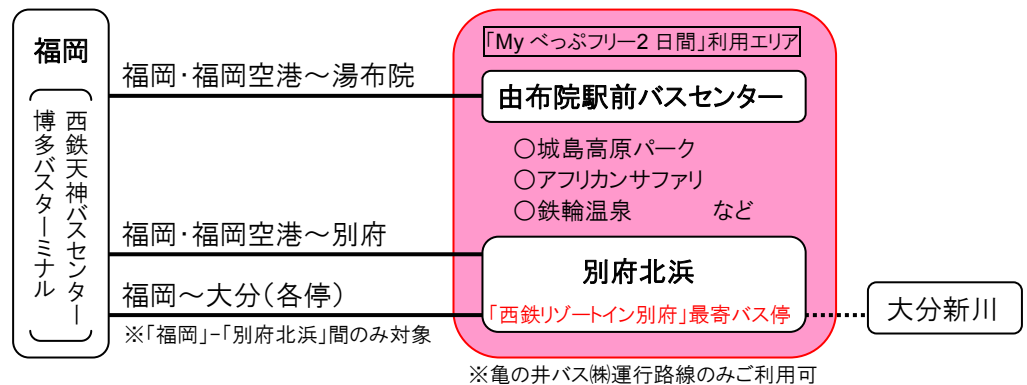 福岡
西鉄天神バスセンター
博多バスターミナル
福岡・福岡空港～湯布院
福岡・福岡空港～別府
福岡～大分(各停)
※「福岡」-「別府北浜」間のみ対象
「My べっぷフリー2 日間」利用エリア
由布院駅前バスセンター
○城島高原パーク
○アフリカンサファリ
○鉄輪温泉 など
別府北浜
「西鉄リゾートイン別府」最寄バス停
大分新川
※亀の井バス㈱運行路線のみご利用可